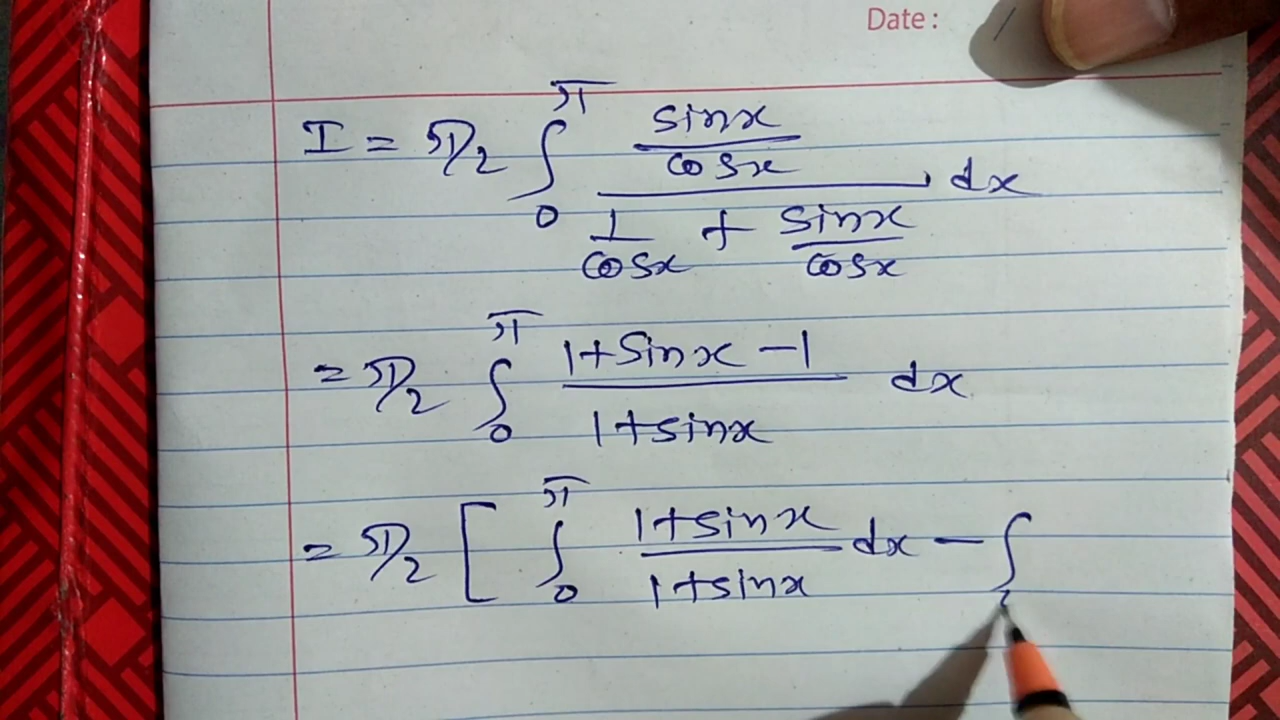 Date :
I = π/2 ∫₀^π (sinx/cosx)/(1/cosx + sinx/cosx) dx
= π/2 ∫₀^π (1+sinx-1)/(1+sinx) dx
= π/2 [ ∫₀^π (1+sinx)/(1+sinx) dx - ∫